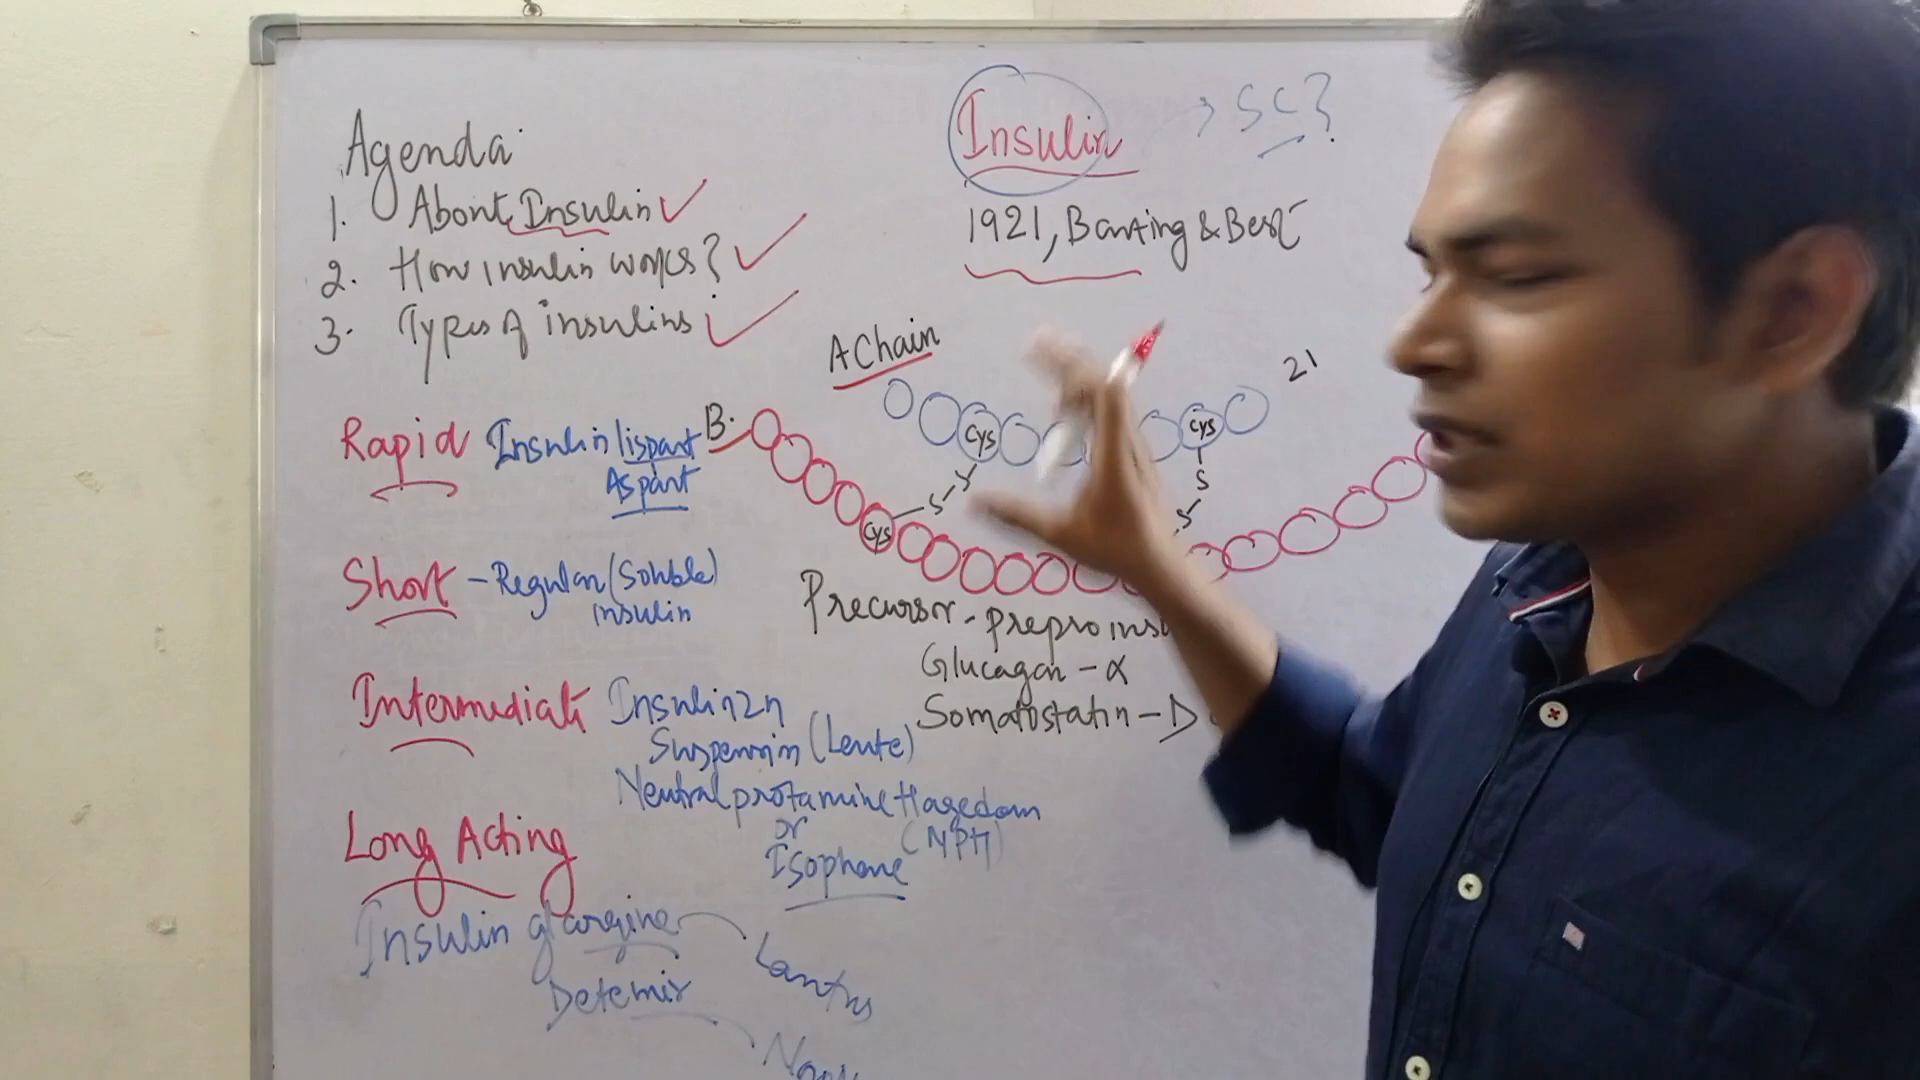 Agenda
1. About Insulin
2. How insulin works?
3. Types of insulins
Insulin → SC?
1921, Banting & Best
A Chain
21
B.
Cys
Cys
S-S
S
S
Cys
Rapid Insulin lispart
Aspart
Short - Regular (Soluble)
insulin
Precursor - preproinsu
Glucagon - α
Somatostatin - D
Intermediate Insulin Zn
Suspension (Lente)
Neutral protamine Hagedorn
or (NPH)
Isophane
Long Acting
Insulin glargine
Lantus
Detemir